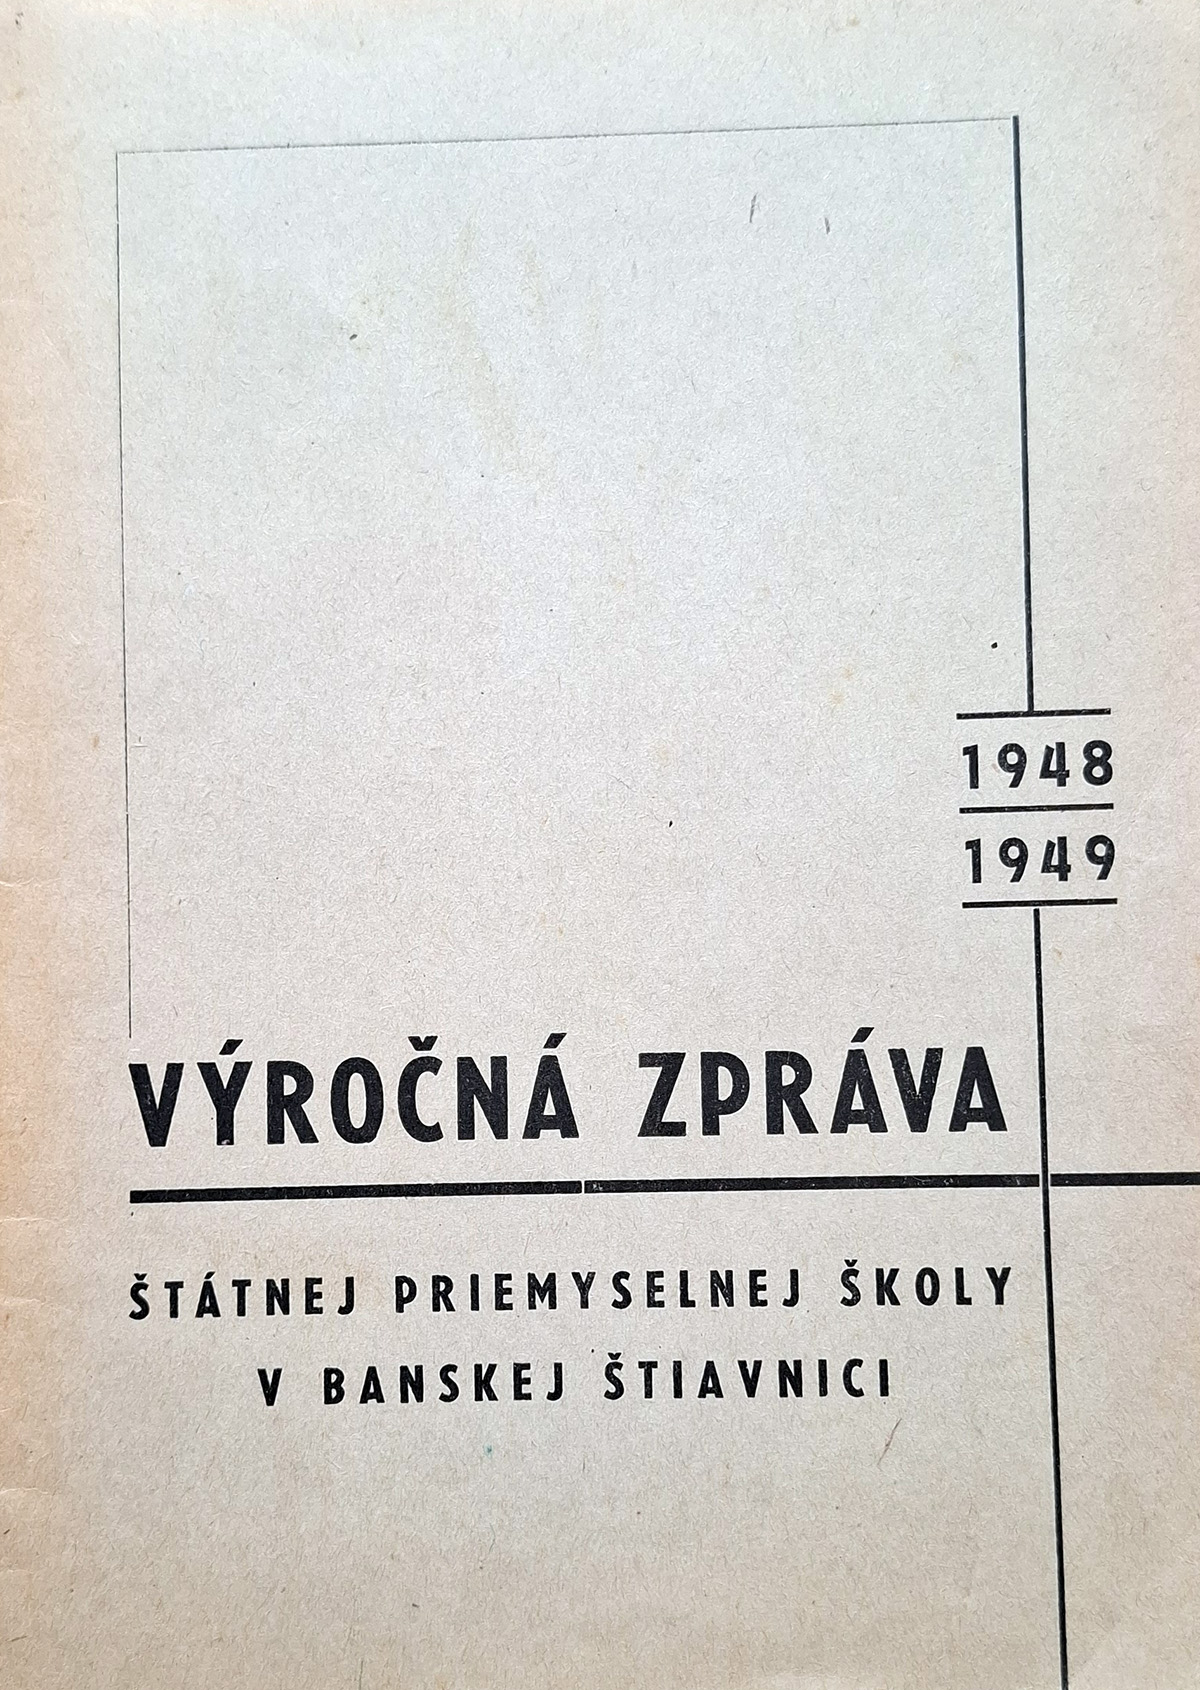 1948
1949
VÝROČNÁ ZPRÁVA
ŠTÁTNEJ PRIEMYSELNEJ ŠKOLY
V BANSKEJ ŠTIAVNICI